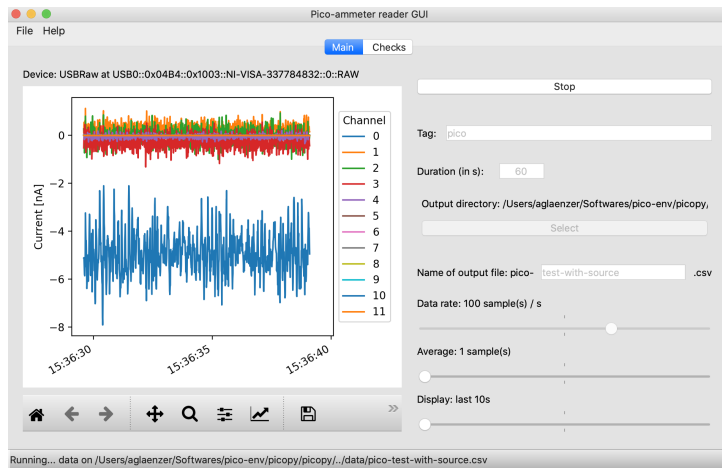 Pico-ammeter reader GUI
File Help
Main Checks
Device: USBRaw at USB0::0x04B4::0x1003::NI-VISA-337784832::0::RAW
Current [nA]
0
−2
−4
−6
−8
15:36:30
15:36:35
15:36:40
Channel
0
1
2
3
4
5
6
7
8
9
10
11
Stop
Tag: pico
Duration (in s): 60
Output directory: /Users/aglaenzer/Softwares/pico-env/picopy/
Select
Name of output file: pico- test-with-source .csv
Data rate: 100 sample(s) / s
Average: 1 sample(s)
Display: last 10s
Running... data on /Users/aglaenzer/Softwares/pico-env/picopy/picopy/../data/pico-test-with-source.csv